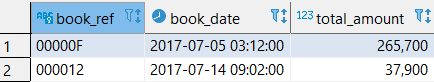 book_ref book_date 123 total_amount
1 00000F 2017-07-05 03:12:00 265,700
2 000012 2017-07-14 09:02:00 37,900